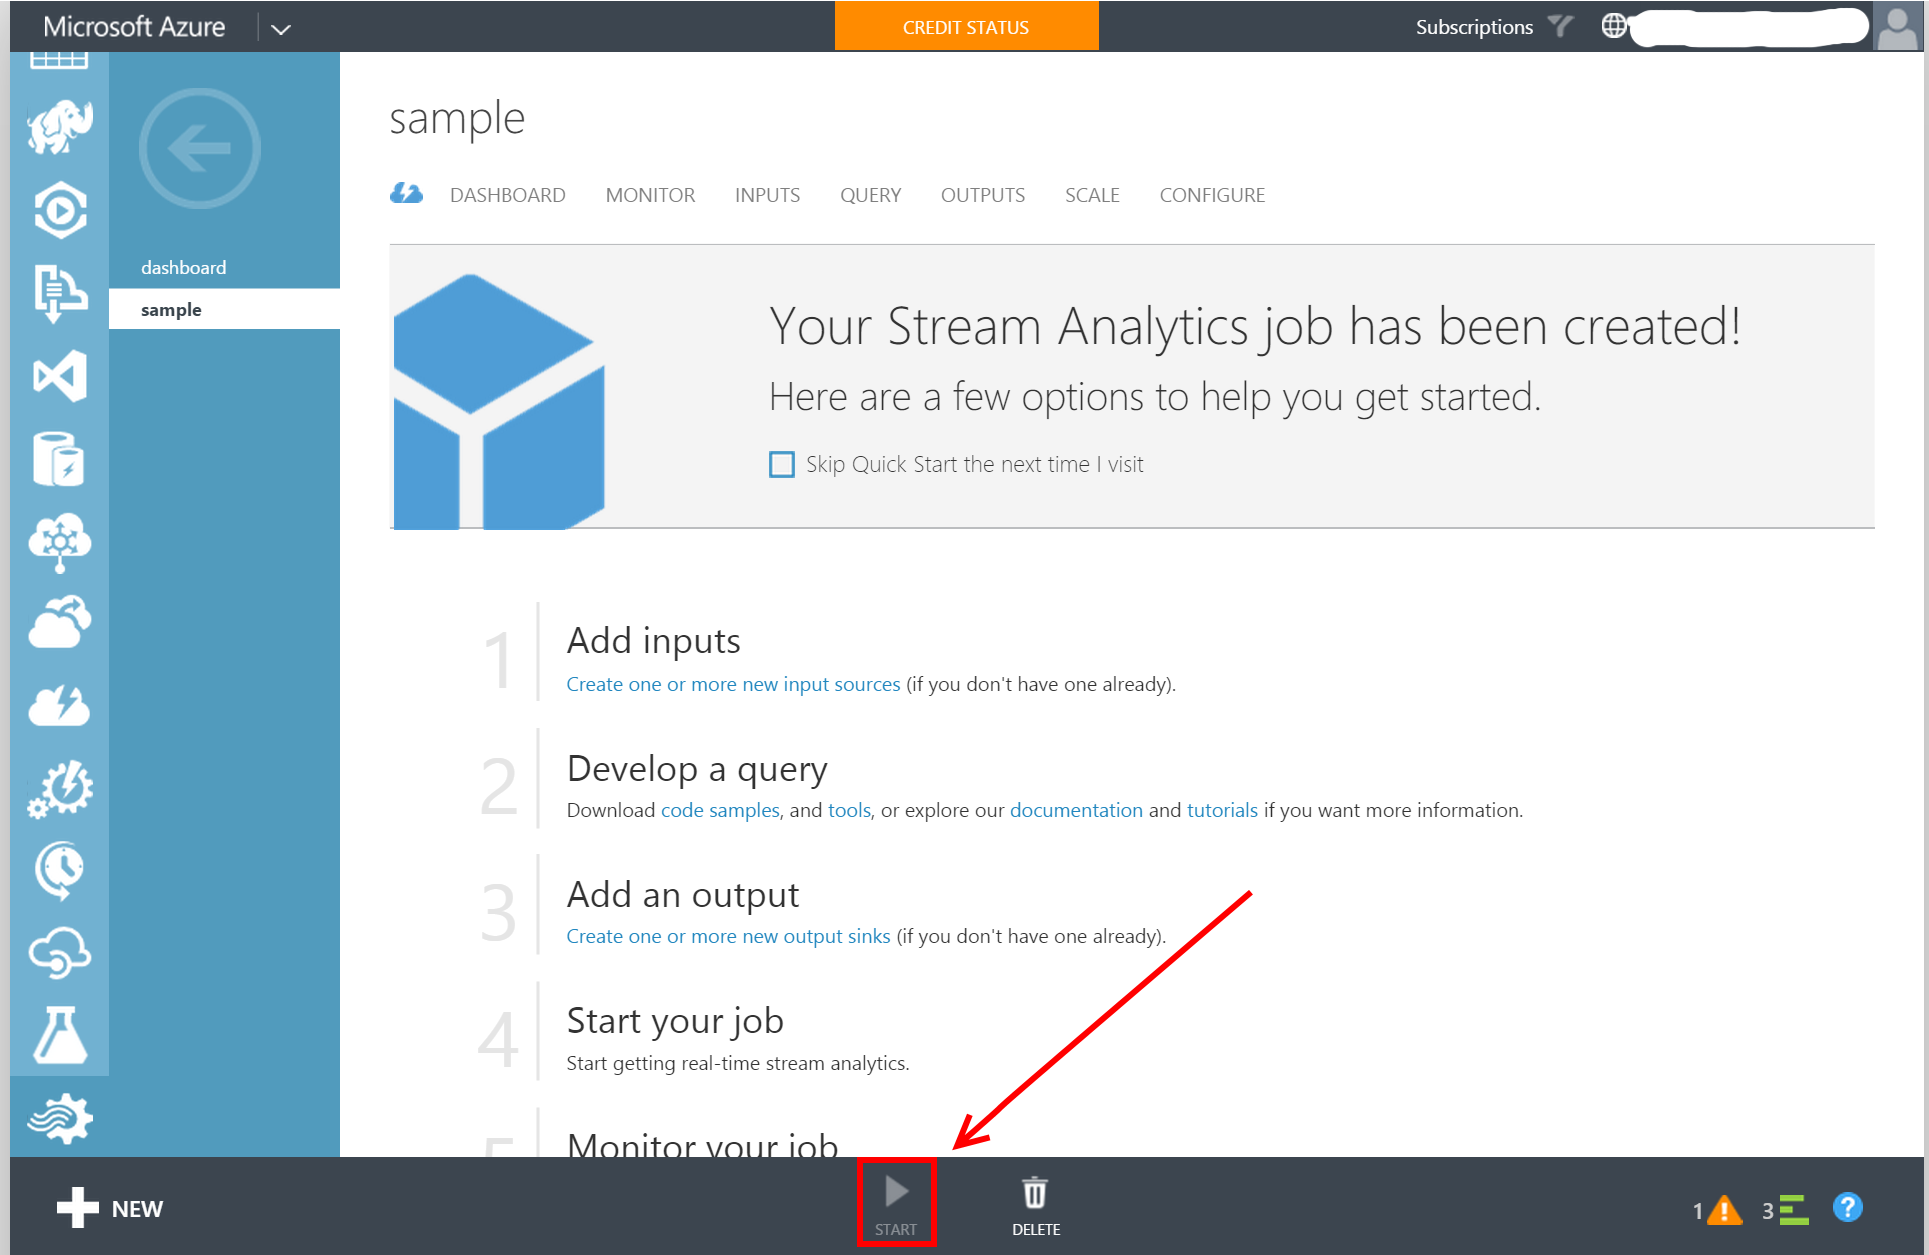 Microsoft Azure
CREDIT STATUS
Subscriptions
sample
DASHBOARD MONITOR INPUTS QUERY OUTPUTS SCALE CONFIGURE
dashboard
sample
Your Stream Analytics job has been created!
Here are a few options to help you get started.
Skip Quick Start the next time I visit
1
Add inputs
Create one or more new input sources (if you don't have one already).
2
Develop a query
Download code samples, and tools, or explore our documentation and tutorials if you want more information.
3
Add an output
Create one or more new output sinks (if you don't have one already).
4
Start your job
Start getting real-time stream analytics.
5
Monitor your job
NEW
START
DELETE
1
3
?